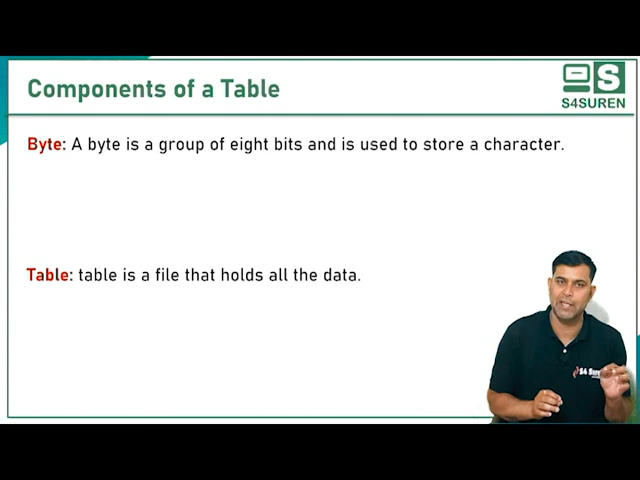 Components of a Table
S4SUREN
Byte: A byte is a group of eight bits and is used to store a character.
Table: table is a file that holds all the data.